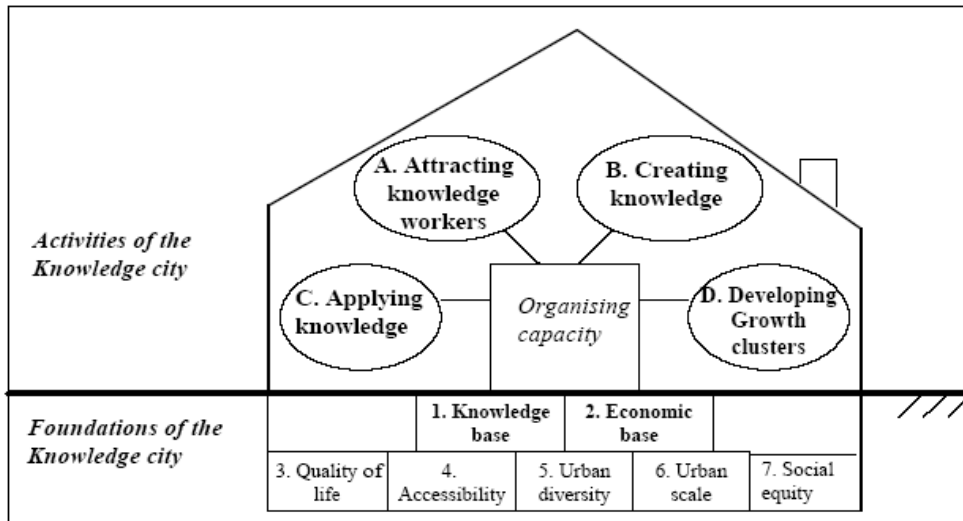 A. Attracting
knowledge
workers
B. Creating
knowledge
Activities of the
Knowledge city
C. Applying
knowledge
Organising
capacity
D. Developing
Growth
clusters
Foundations of the
Knowledge city
1. Knowledge
base
2. Economic
base
3. Quality of
life
4.
Accessibility
5. Urban
diversity
6. Urban
scale
7. Social
equity